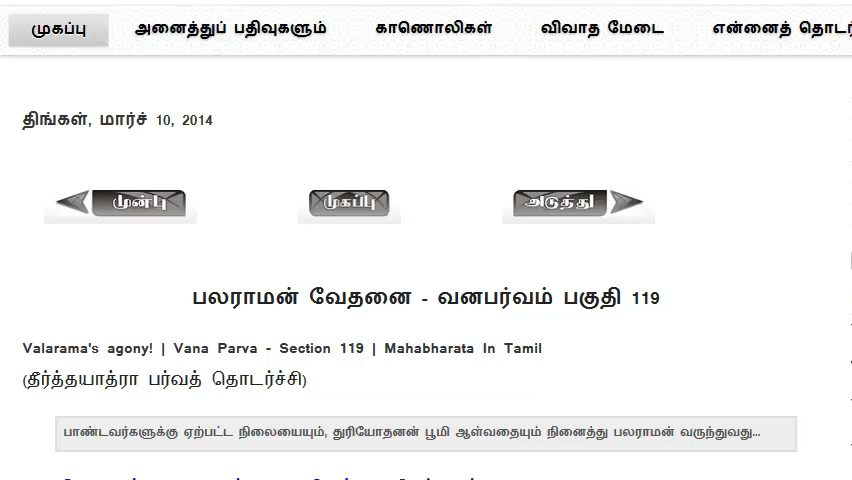 முகப்பு அனைத்துப் பதிவுகளும் காணொலிகள் விவாத மேடை என்னைத் தொடர்
திங்கள், மார்ச் 10, 2014
முன்பு முகப்பு அடுத்து
பலராமன் வேதனை - வனபர்வம் பகுதி 119
Valarama's agony! | Vana Parva - Section 119 | Mahabharata In Tamil
(தீர்த்தயாத்ரா பர்வத் தொடர்ச்சி)
பாண்டவர்களுக்கு ஏற்பட்ட நிலையையும், துரியோதனன் பூமி ஆள்வதையும் நினைத்து பலராமன் வருந்துவது...